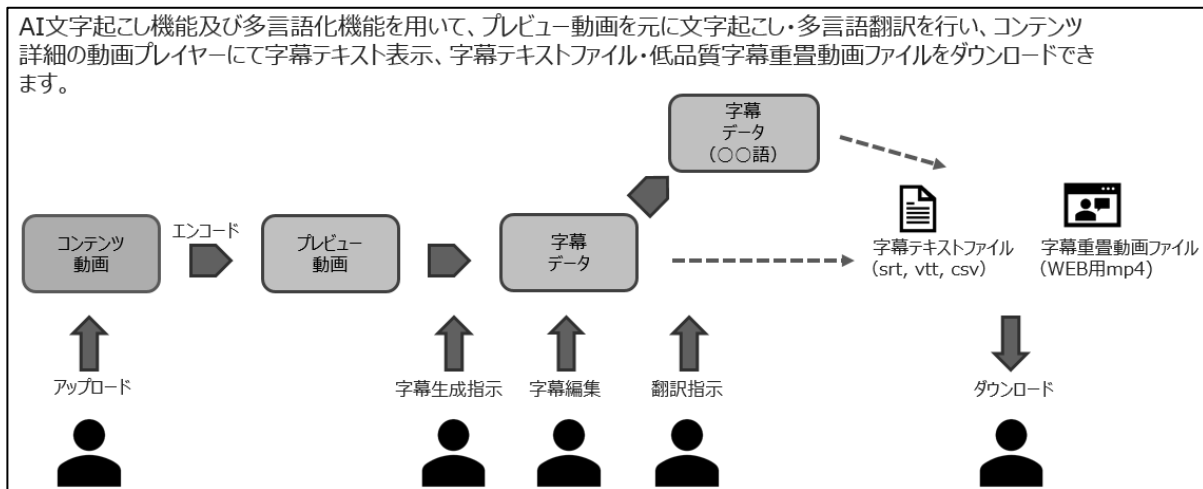 AI文字起こし機能及び多言語化機能を用いて、プレビュー動画を元に文字起こし・多言語翻訳を行い、コンテンツ
詳細の動画プレイヤーにて字幕テキスト表示、字幕テキストファイル・低品質字幕重畳動画ファイルをダウンロードでき
ます。
字幕
データ
(○○語)
コンテンツ
動画
エンコード
プレビュー
動画
字幕
データ
字幕テキストファイル
(srt, vtt, csv)
字幕重畳動画ファイル
(WEB用mp4)
アップロード
字幕生成指示
字幕編集
翻訳指示
ダウンロード